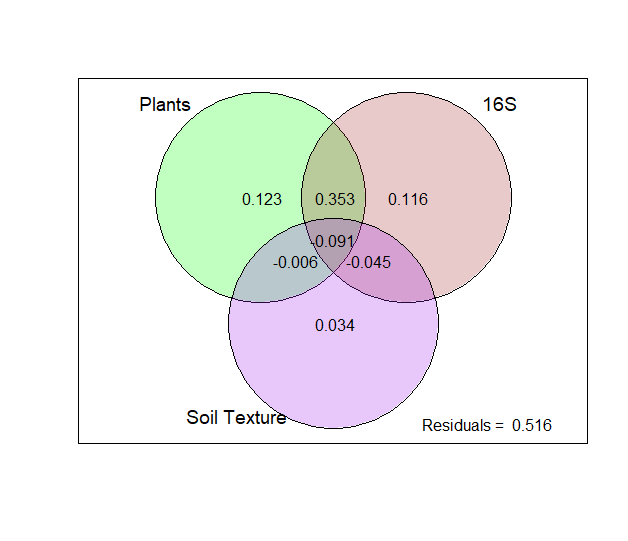 Plants
16S
0.123
0.353
0.116
-0.091
-0.006
-0.045
0.034
Soil Texture
Residuals = 0.516